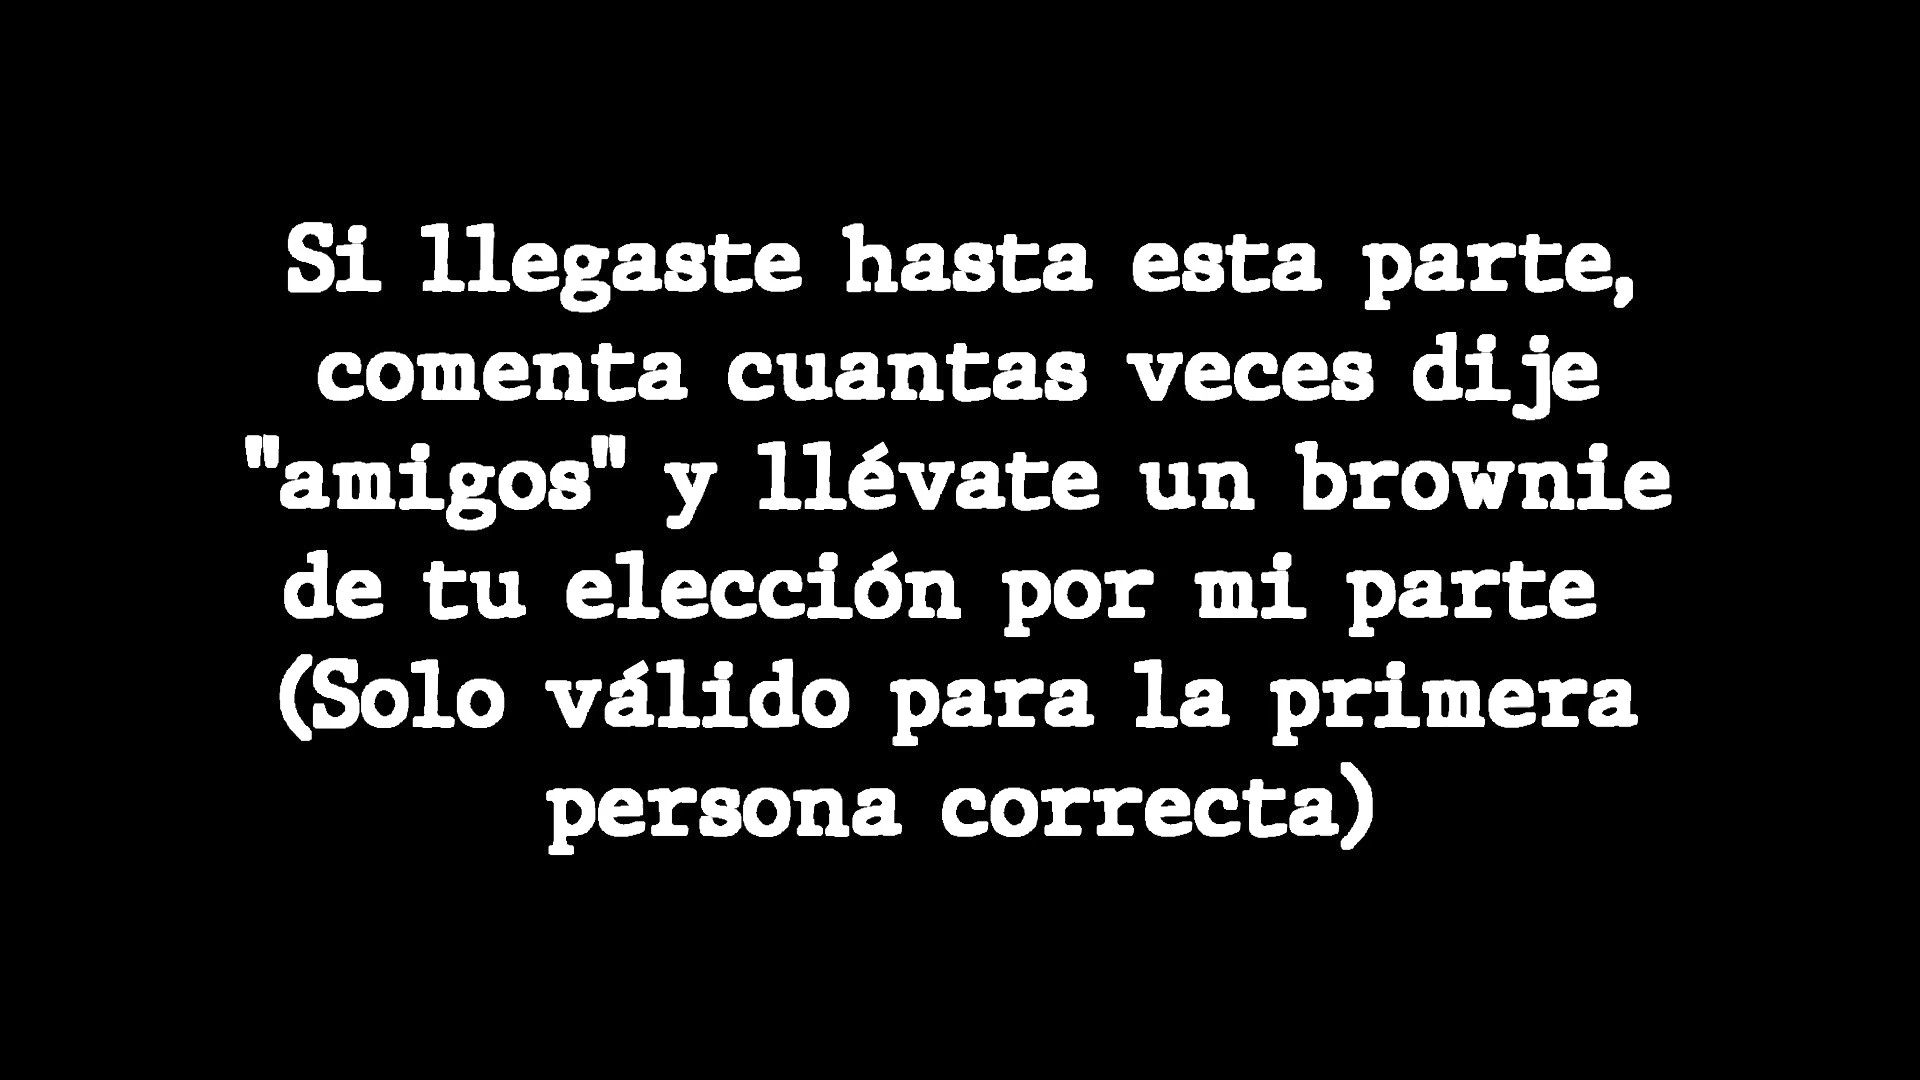 Si llegaste hasta esta parte,
comenta cuantas veces dije
"amigos" y llévate un brownie
de tu elección por mi parte
(Solo válido para la primera
persona correcta)